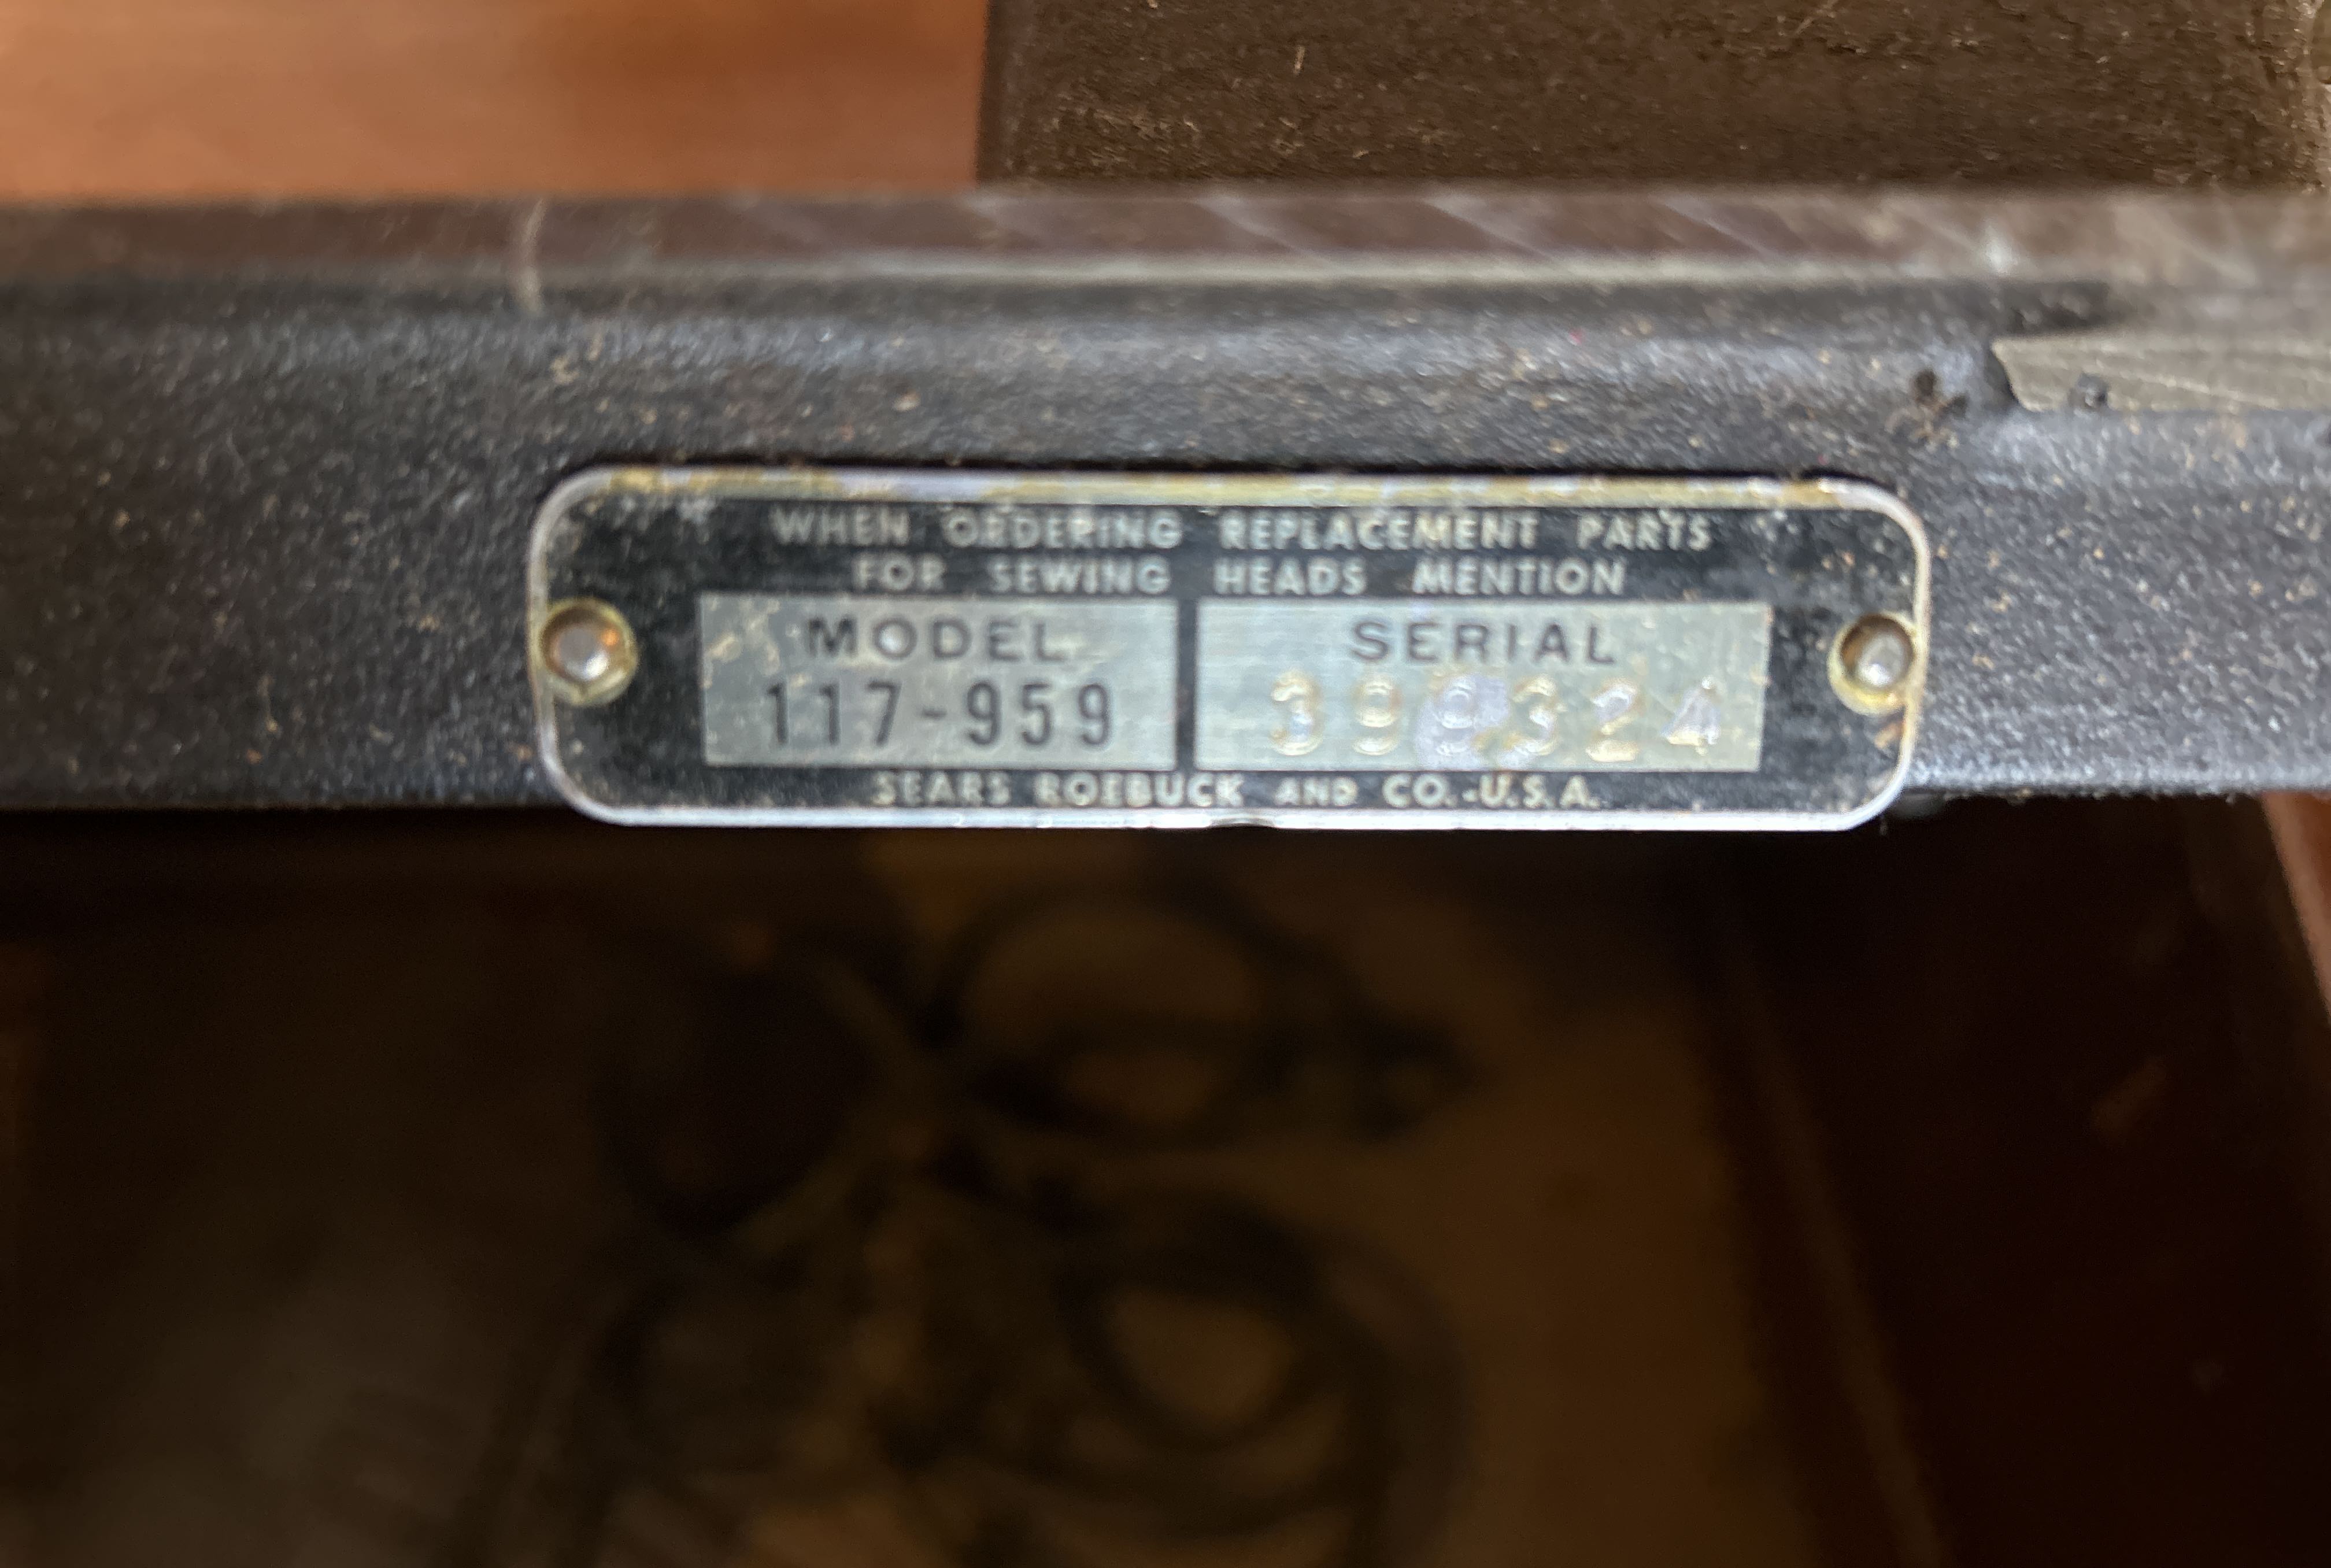 WHEN ORDERING REPLACEMENT PARTS
FOR SEWING HEADS MENTION
MODEL SERIAL
117-959
SEARS ROEBUCK AND CO.-U.S.A.